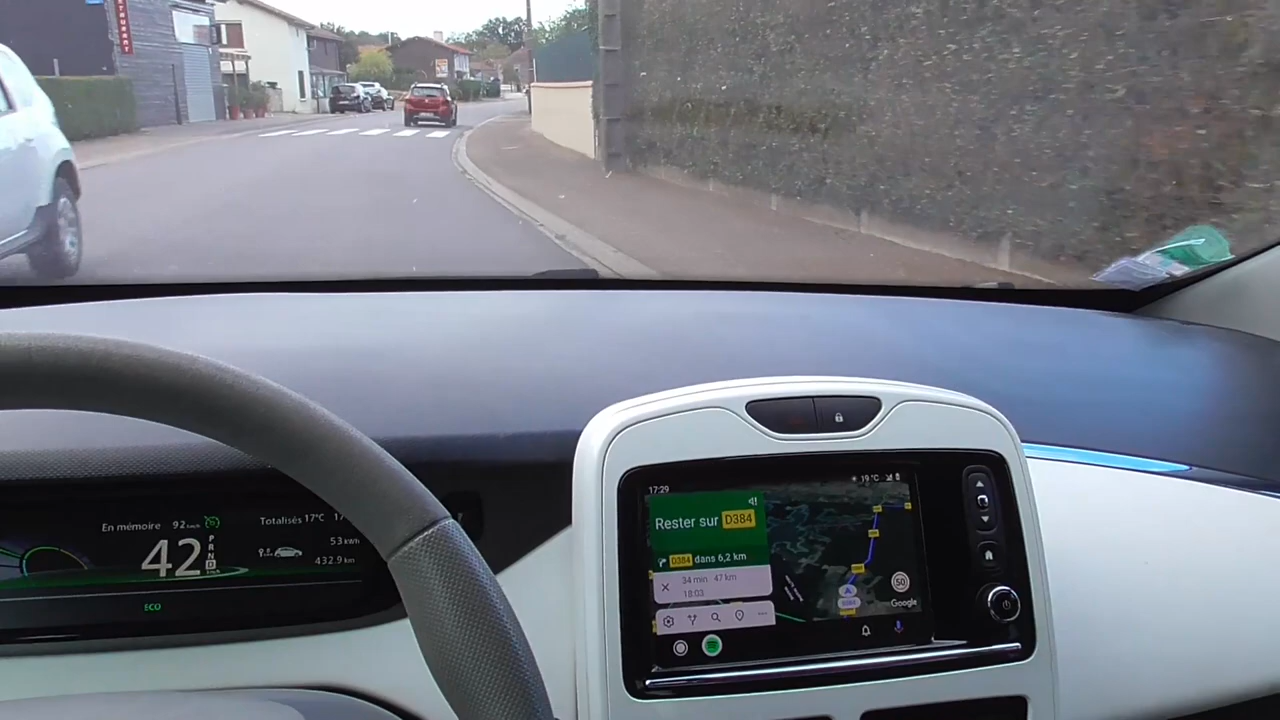 En mémoire 92 km/h
42
P
R
N
D
ECO
Totalisés 17°C
53 kWh
432.9 km
17:29
19 °C
Rester sur D384
D384 dans 6,2 km
34 min 47 km
18:03
50
Google